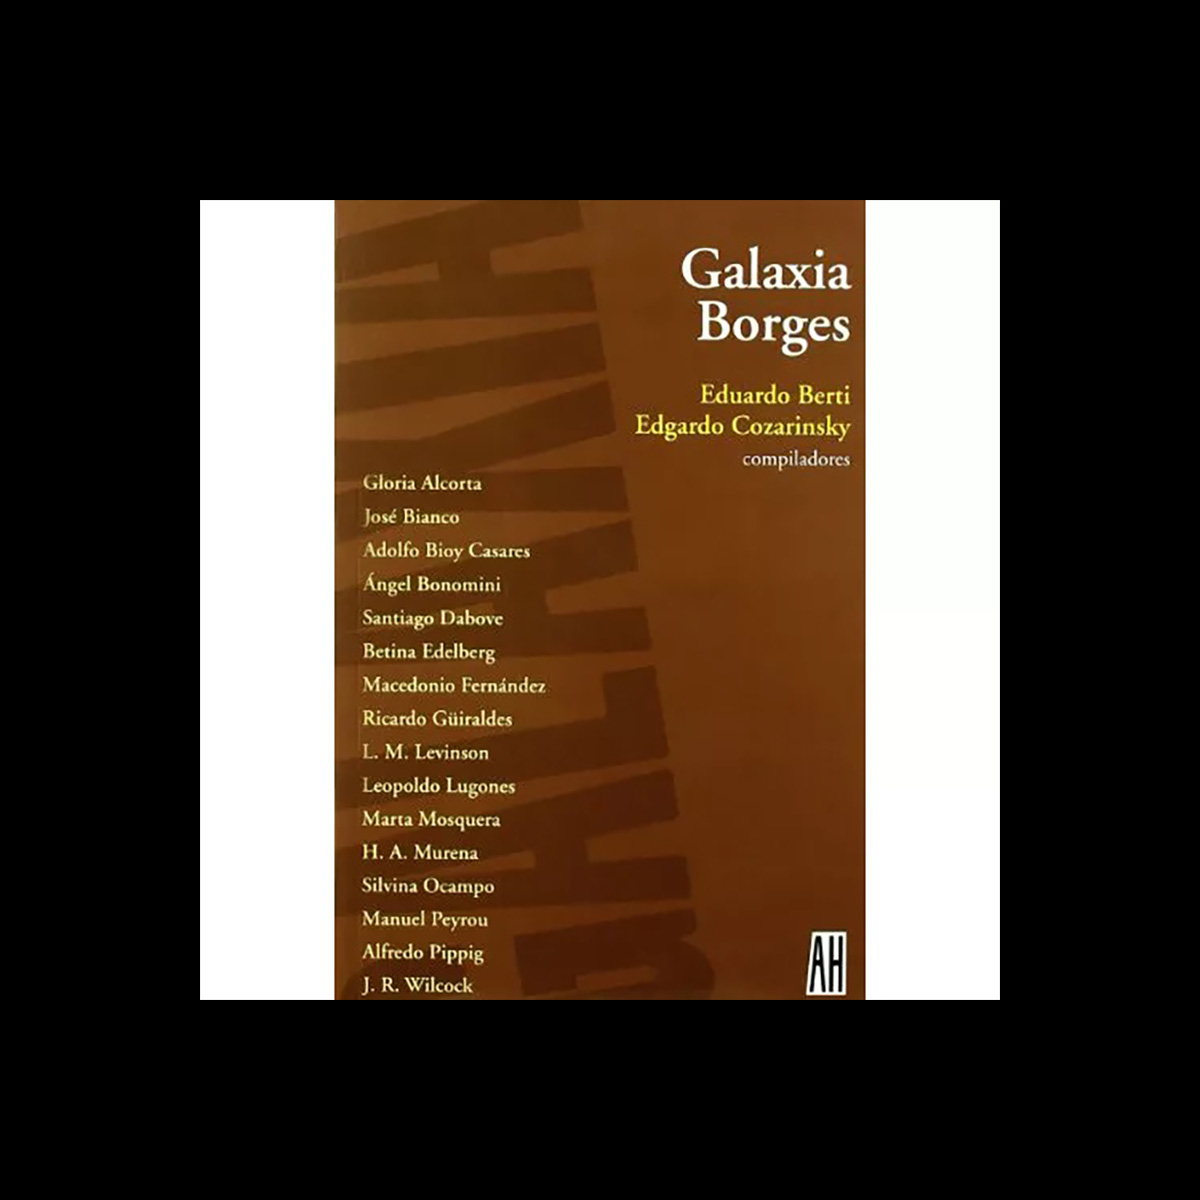 Galaxia
Borges
Eduardo Berti
Edgardo Cozarinsky
compiladores
Gloria Alcorta
José Bianco
Adolfo Bioy Casares
Ángel Bonomini
Santiago Dabove
Betina Edelberg
Macedonio Fernández
Ricardo Güiraldes
L. M. Levinson
Leopoldo Lugones
Marta Mosquera
H. A. Murena
Silvina Ocampo
Manuel Peyrou
Alfredo Pippig
J. R. Wilcock
AH